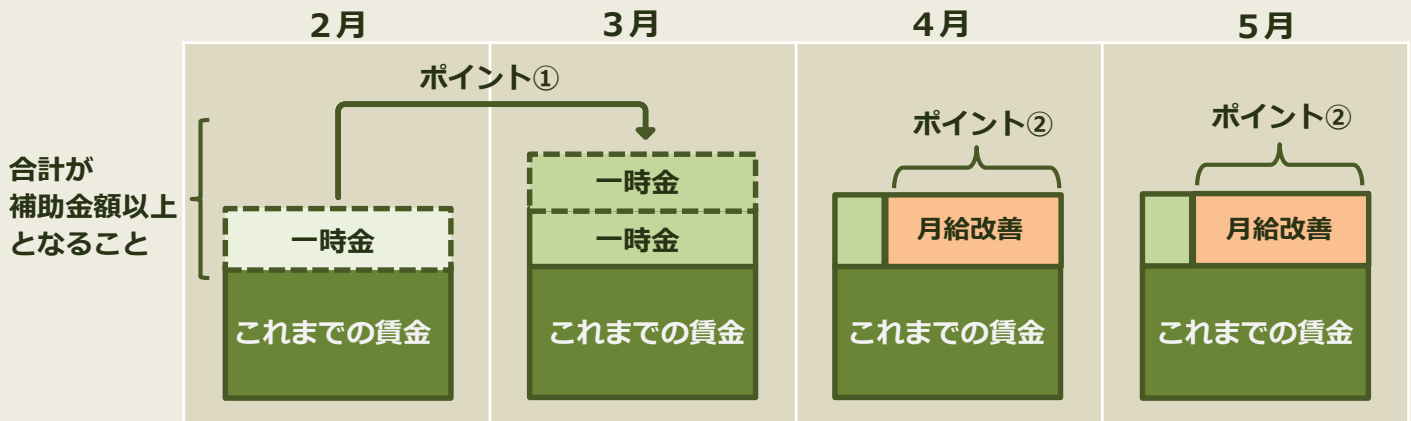 ２月
３月
４月
５月
ポイント①
ポイント②
ポイント②
合計が
補助金額以上
となること
一時金
一時金
一時金
月給改善
月給改善
これまでの賃金
これまでの賃金
これまでの賃金
これまでの賃金